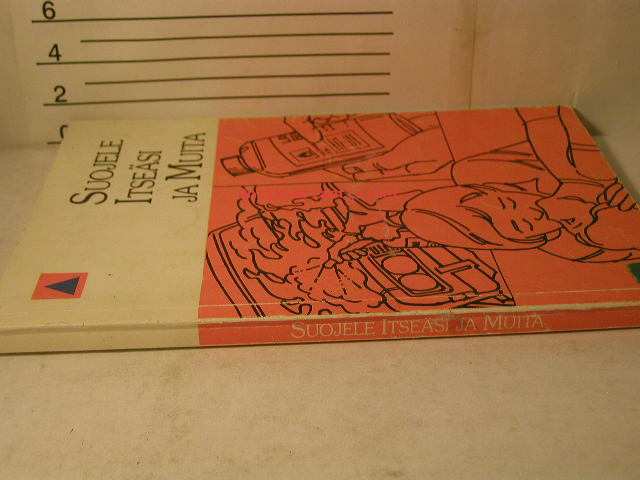 6
4
2
SUOJELE
ITSEÄSI
JA MUITA
SUOJELE ITSEÄSI JA MUITA